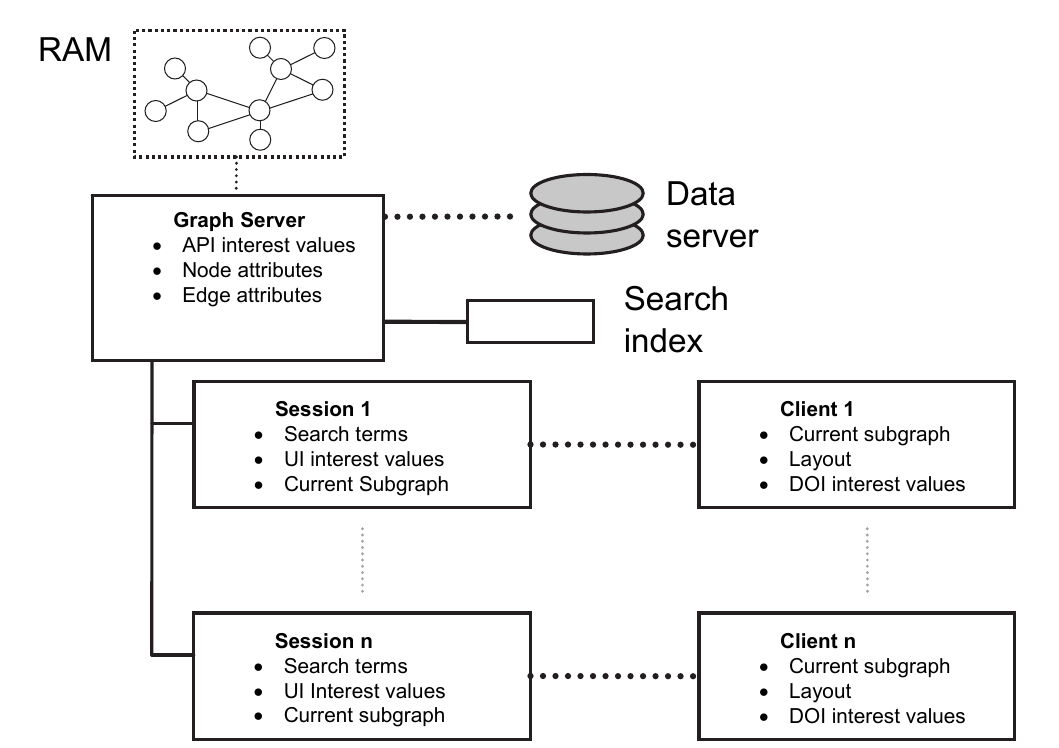 RAM
Graph Server
• API interest values
• Node attributes
• Edge attributes
Data
server
Search
index
Session 1
• Search terms
• UI interest values
• Current Subgraph
Client 1
• Current subgraph
• Layout
• DOI interest values
Session n
• Search terms
• UI Interest values
• Current subgraph
Client n
• Current subgraph
• Layout
• DOI interest values